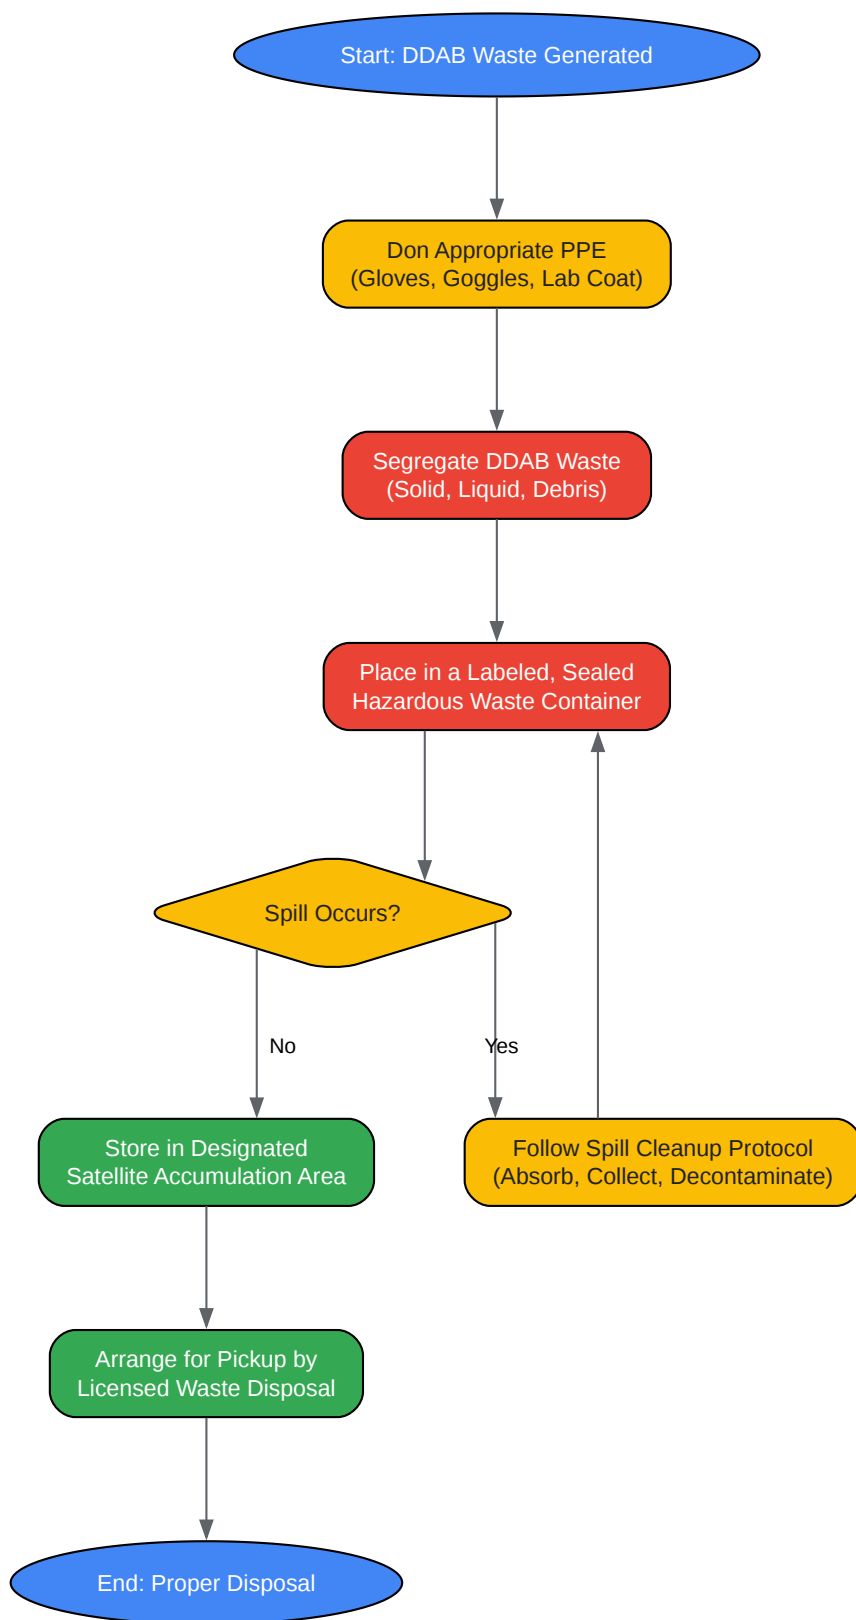 Start: DDAB Waste Generated
Don Appropriate PPE
(Gloves, Goggles, Lab Coat)
Segregate DDAB Waste
(Solid, Liquid, Debris)
Place in a Labeled, Sealed
Hazardous Waste Container
Spill Occurs?
No
Yes
Store in Designated
Satellite Accumulation Area
Follow Spill Cleanup Protocol
(Absorb, Collect, Decontaminate)
Arrange for Pickup by
Licensed Waste Disposal
End: Proper Disposal